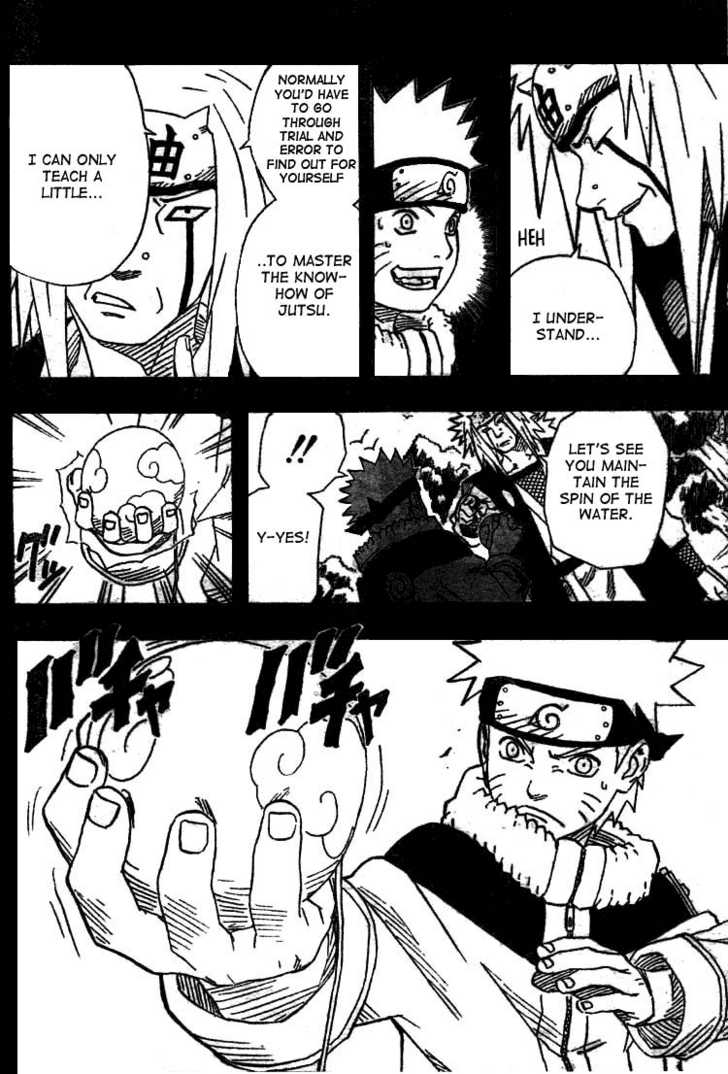 HEH
I UNDER-
STAND...
NORMALLY
YOU'D HAVE
TO GO
THROUGH
TRIAL AND
ERROR TO
FIND OUT FOR
YOURSELF
..TO MASTER
THE KNOW-
HOW OF
JUTSU.
I CAN ONLY
TEACH A
LITTLE...
LET'S SEE
YOU MAIN-
TAIN THE
SPIN OF THE
WATER.
!!
Y-YES!
グッ
バチャ
バチャ